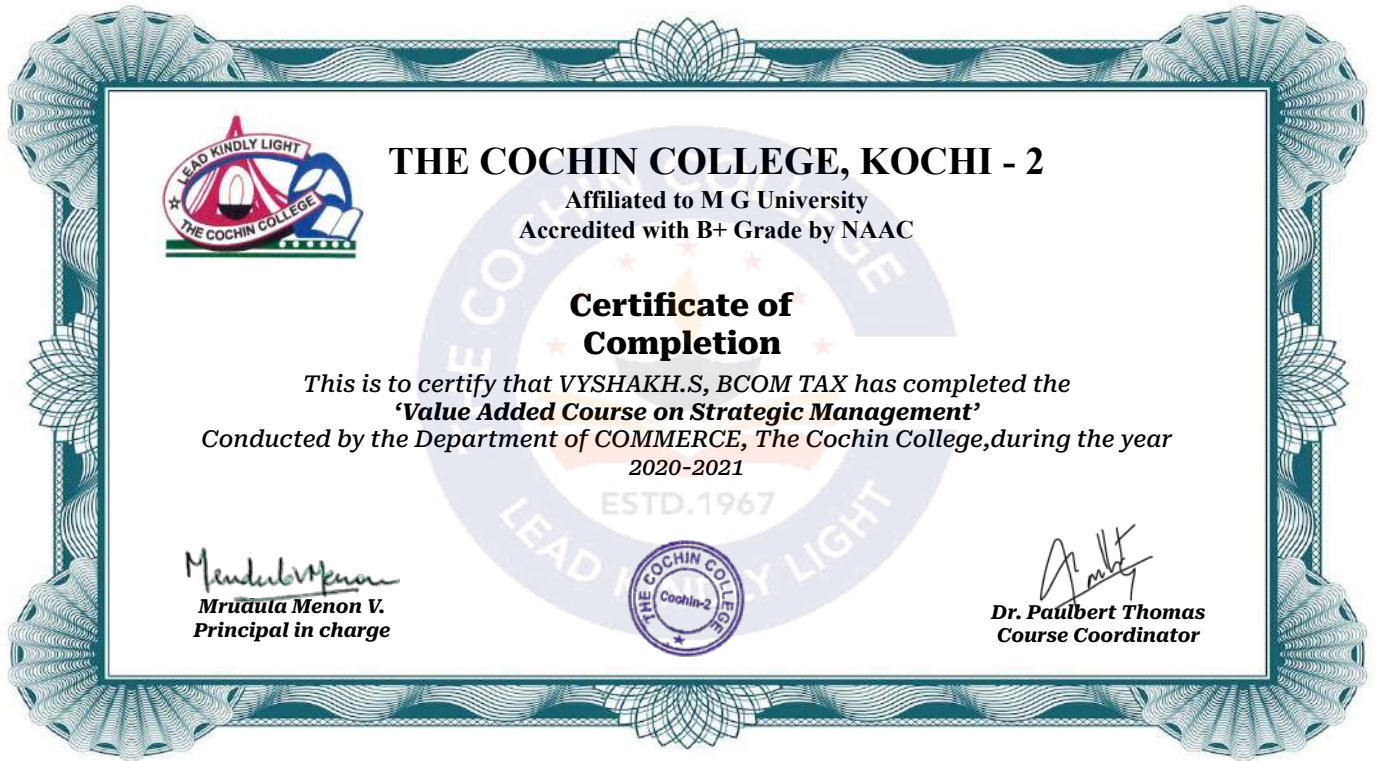 LEAD KINDLY LIGHT
THE COCHIN COLLEGE
THE COCHIN COLLEGE, KOCHI - 2
Affiliated to M G University
Accredited with B+ Grade by NAAC
THE COCHIN COLLEGE
Certificate of
Completion
This is to certify that VYSHAKH.S, BCOM TAX has completed the
‘Value Added Course on Strategic Management’
Conducted by the Department of COMMERCE, The Cochin College,during the year
2020-2021
ESTD.1967
LEAD KINDLY LIGHT
Mrudula Menon V.
Principal in charge
THE COCHIN COLLEGE
Cochin-2
Dr. Paulbert Thomas
Course Coordinator